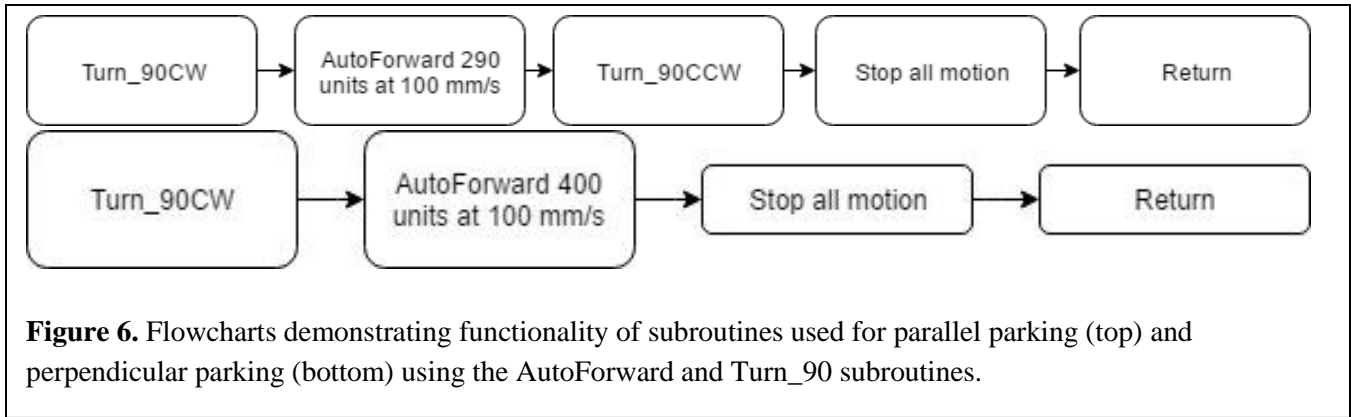 Turn_90CW
AutoForward 290
units at 100 mm/s
Turn_90CCW
Stop all motion
Return
Turn_90CW
AutoForward 400
units at 100 mm/s
Stop all motion
Return
Figure 6. Flowcharts demonstrating functionality of subroutines used for parallel parking (top) and
perpendicular parking (bottom) using the AutoForward and Turn_90 subroutines.